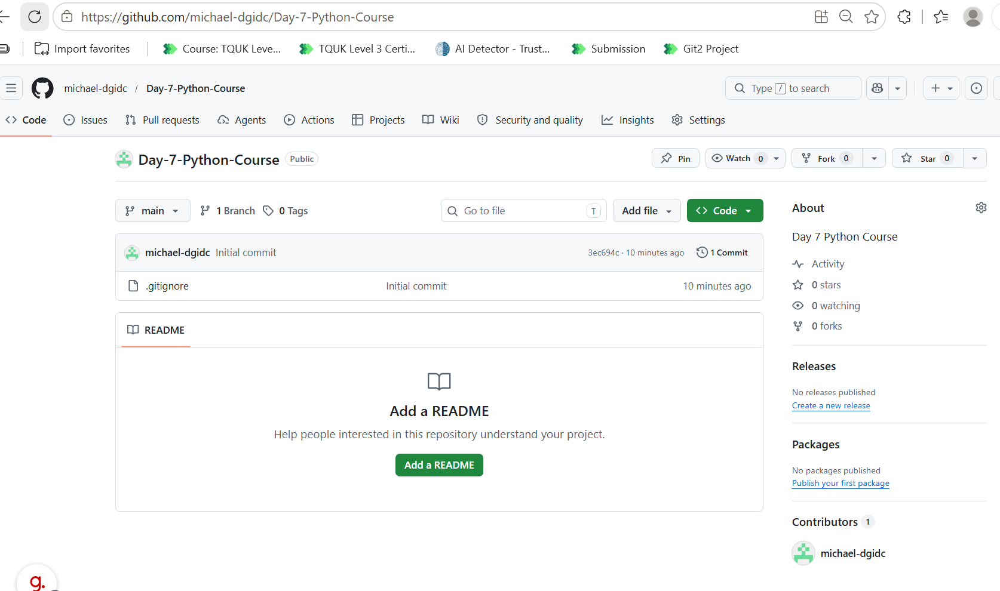 https://github.com/michael-dgidc/Day-7-Python-Course
Import favorites
Course: TQUK Leve...
TQUK Level 3 Certi...
AI Detector - Trust...
Submission
Git2 Project
michael-dgidc / Day-7-Python-Course
Type / to search
Code
Issues
Pull requests
Agents
Actions
Projects
Wiki
Security and quality
Insights
Settings
Day-7-Python-Course Public
Pin
Watch 0
Fork 0
Star 0
main
1 Branch
0 Tags
Go to file T
Add file
Code
michael-dgidc Initial commit
3ec694c · 10 minutes ago
1 Commit
.gitignore
Initial commit
10 minutes ago
README
Add a README
Help people interested in this repository understand your project.
Add a README
About
Day 7 Python Course
Activity
0 stars
0 watching
0 forks
Releases
No releases published
Create a new release
Packages
No packages published
Publish your first package
Contributors 1
michael-dgidc
g.